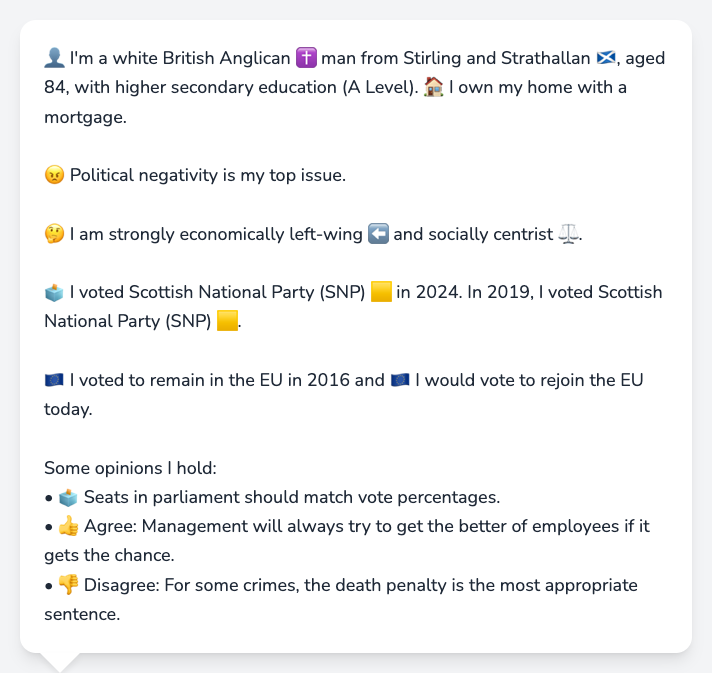 👤 I'm a white British Anglican ✝️ man from Stirling and Strathallan 🏴󠁧󠁢󠁳󠁣󠁴󠁿, aged
84, with higher secondary education (A Level). 🏠 I own my home with a
mortgage.
😠 Political negativity is my top issue.
🤔 I am strongly economically left-wing ⬅️ and socially centrist ⚖️.
🗳️ I voted Scottish National Party (SNP) 🟨 in 2024. In 2019, I voted Scottish
National Party (SNP) 🟨.
🇪🇺 I voted to remain in the EU in 2016 and 🇪🇺 I would vote to rejoin the EU
today.
Some opinions I hold:
• 🗳️ Seats in parliament should match vote percentages.
• 👍 Agree: Management will always try to get the better of employees if it
gets the chance.
• 👎 Disagree: For some crimes, the death penalty is the most appropriate
sentence.